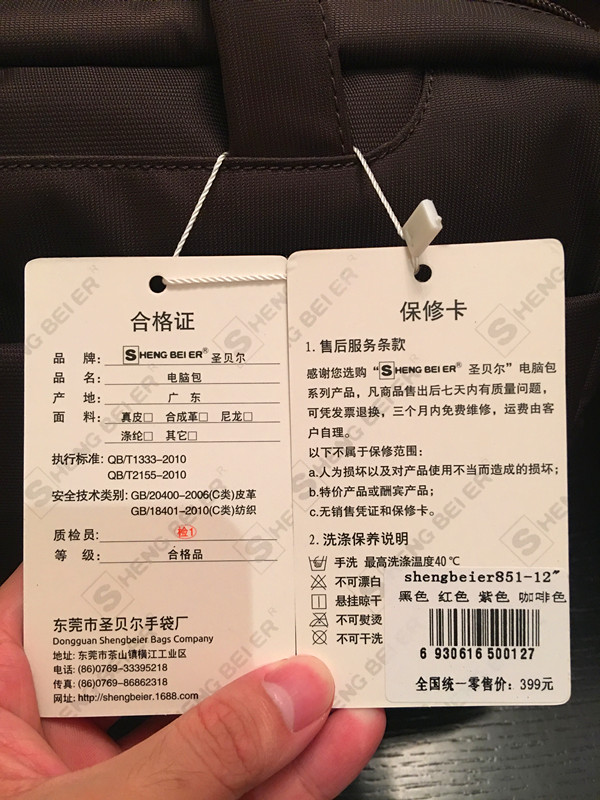 合格证
品 牌: SHENG BEI ER® 圣贝尔
品 名: 电脑包
产 地: 广 东
面 料: 真皮□ 合成革□ 尼龙□
涤纶□ 其它□
执行标准: QB/T1333-2010
QB/T2155-2010
安全技术类别: GB/20400-2006(C类)皮革
GB/18401-2010(C类)纺织
质检员: 检1
等 级: 合格品
东莞市圣贝尔手袋厂
Dongguan Shengbeier Bags Company
地址: 东莞市茶山镇横江工业区
电话: (86)0769-33395218
传真: (86)0769-86862318
网址: http://shengbeier.1688.com
保修卡
1. 售后服务条款
感谢您选购“SHENG BEI ER® 圣贝尔”电脑包
系列产品，凡商品售出后七天内有质量问题，
可凭发票退换，三个月内免费维修，运费由客
户自理。
以下不属于保修范围：
a.人为损坏以及对产品使用不当而造成的损坏；
b.特价产品或酬宾产品；
c.无销售凭证和保修卡。
2. 洗涤保养说明
手洗 最高洗涤温度40℃
不可漂白
悬挂晾干
不可熨烫
不可干洗
shengbeier851-12"
黑色 红色 紫色 咖啡色
6 930616 500127
全国统一零售价: 399元